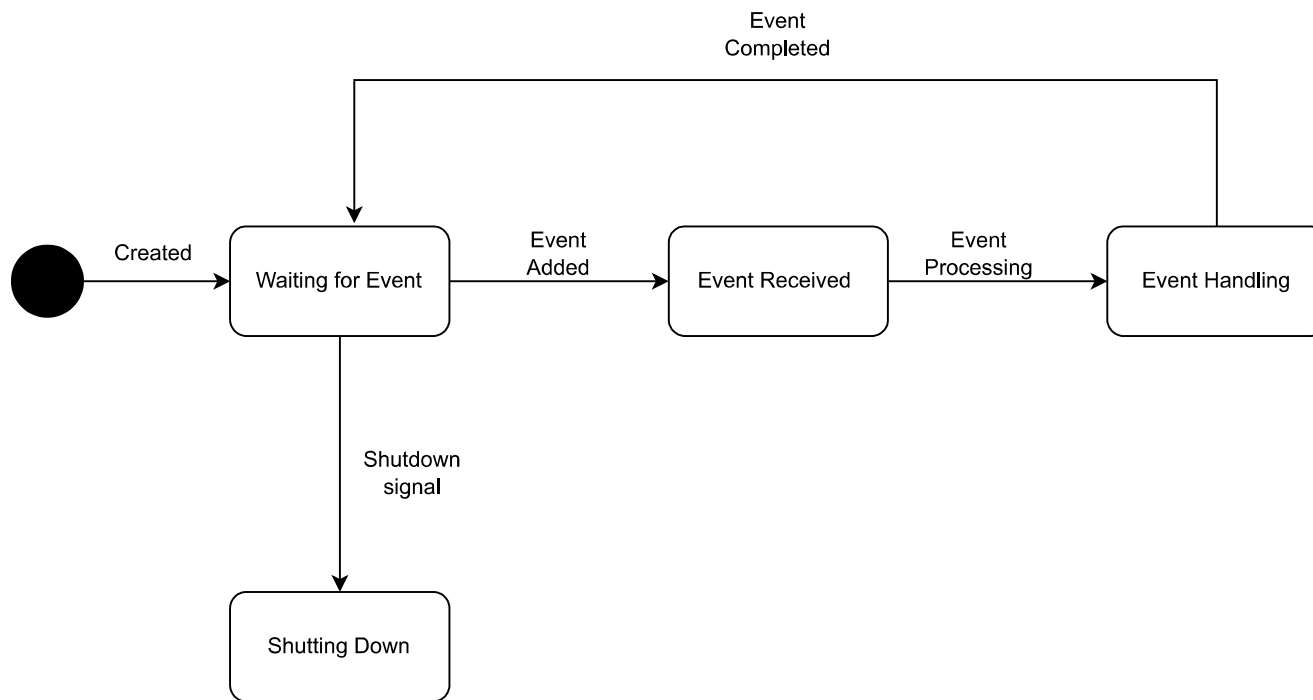 Event
Completed
Created
Waiting for Event
Event
Added
Event Received
Event
Processing
Event Handling
Shutdown
signal
Shutting Down